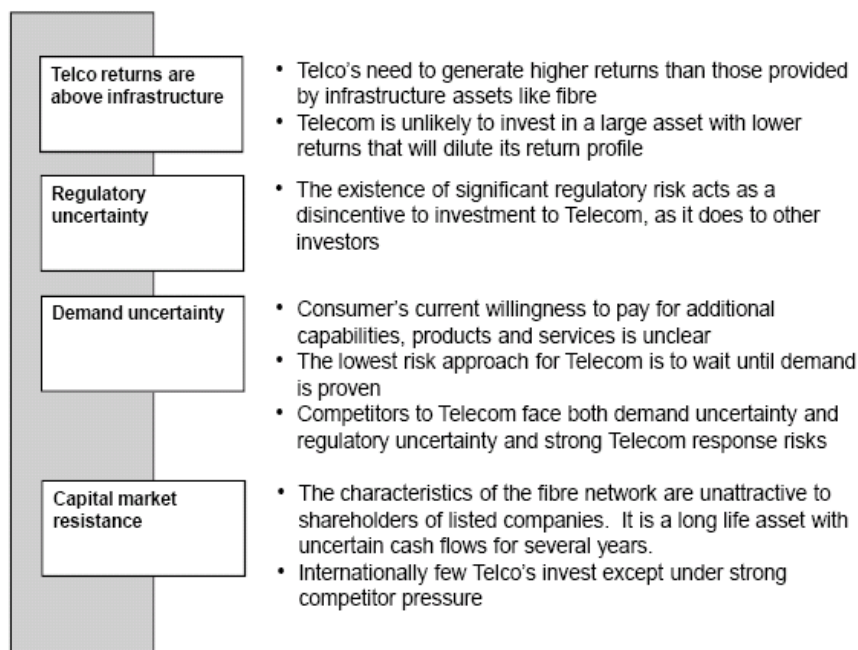 Telco returns are
above infrastructure
• Telco's need to generate higher returns than those provided
by infrastructure assets like fibre
• Telecom is unlikely to invest in a large asset with lower
returns that will dilute its return profile
Regulatory
uncertainty
• The existence of significant regulatory risk acts as a
disincentive to investment to Telecom, as it does to other
investors
Demand uncertainty
• Consumer's current willingness to pay for additional
capabilities, products and services is unclear
• The lowest risk approach for Telecom is to wait until demand
is proven
• Competitors to Telecom face both demand uncertainty and
regulatory uncertainty and strong Telecom response risks
Capital market
resistance
• The characteristics of the fibre network are unattractive to
shareholders of listed companies.  It is a long life asset with
uncertain cash flows for several years.
• Internationally few Telco's invest except under strong
competitor pressure